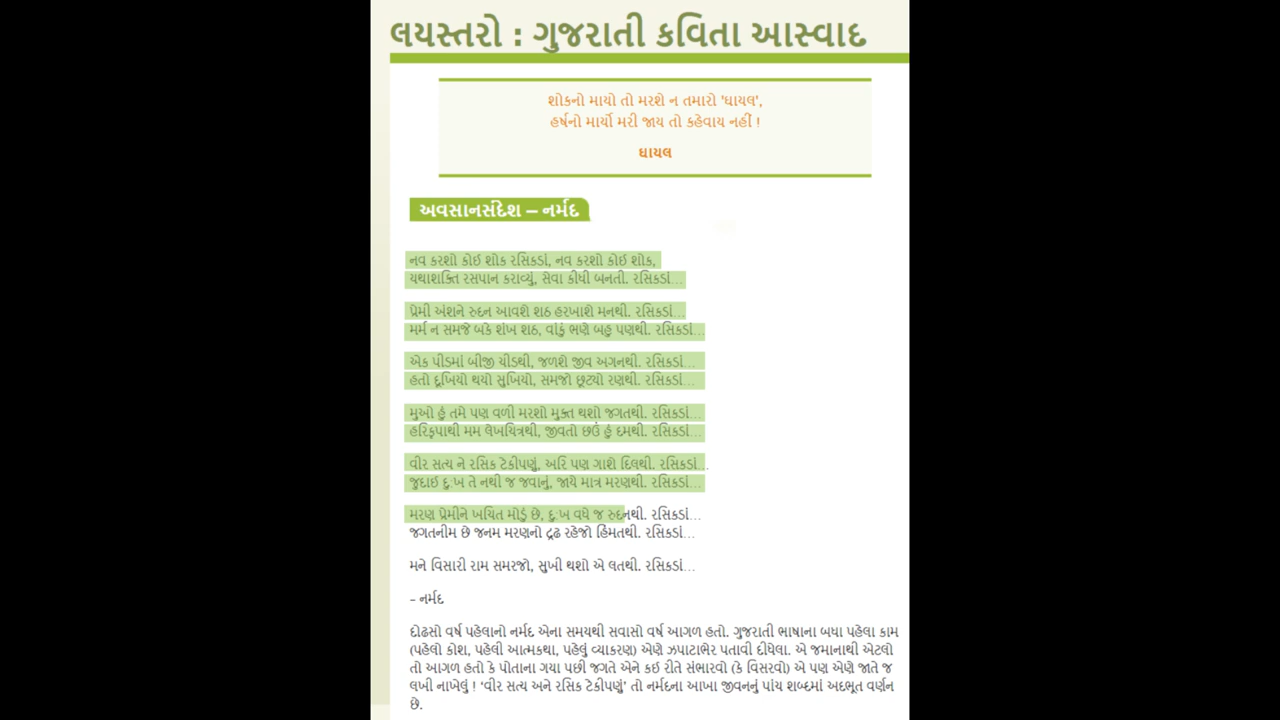 લયસ્તરો : ગુજરાતી કવિતા આસ્વાદ
શોકનો માર્યો તો મરશે ન તમારો 'ઘાયલ',
હર્ષનો માર્યો મરી જાય તો કહેવાય નહીં !
ઘાયલ
અવસાનસંદેશ – નર્મદ
નવ કરશો કોઈ શોક રસિકડાં, નવ કરશો કોઈ શોક,
યથાશક્તિ રસપાન કરાવ્યું, સેવા કીધી બનતી. રસિકડાં…
પ્રેમી અંશને રુદન આવશે શઠ હરખાશે મનથી. રસિકડાં…
મર્મ ન સમજે બકે શંખ શઠ, વાંકું ભણે બહુ પણથી. રસિકડાં…
એક પીડમાં બીજી ચીડથી, જળશે જીવ અગનથી. રસિકડાં…
હતો દૂખિયો થયો સુખિયો, સમજો છૂટ્યો રણથી. રસિકડાં…
મુઓ હું તમે પણ વળી મરશો મુક્ત થશો જગતથી. રસિકડાં…
હરિકૃપાથી મમ લેખચિત્રથી, જીવતો છઉં હું દમથી. રસિકડાં…
વીર સત્ય ને રસિક ટેકીપણું, અરિ પણ ગાશે દિલથી. રસિકડાં…
જુદાઈ દુ:ખ તે નથી જ જવાનું, જાયે માત્ર મરણથી. રસિકડાં…
મરણ પ્રેમીને ખચિત મોડું છે, દુ:ખ વધે જ રુદનથી. રસિકડાં…
જગતનીમ છે જનમ મરણનો દ્રઢ રહેજો હિંમતથી. રસિકડાં…
મને વિસારી રામ સમરજો, સુખી થશો એ લતથી. રસિકડાં…
– નર્મદ
દોઢસો વર્ષ પહેલાનો નર્મદ એના સમયથી સવાસો વર્ષ આગળ હતો. ગુજરાતી ભાષાના બધા પહેલા કામ
(પહેલો કોશ, પહેલી આત્મકથા, પહેલું વ્યાકરણ) એણે ઝપાટાભેર પતાવી દીધેલા. એ જમાનાથી એટલો
તો આગળ હતો કે પોતાના ગયા પછી જગતે એને કઈ રીતે સંભારવો (કે વિસરવો) એ પણ એણે જાતે જ
લખી નાખેલું ! 'વીર સત્ય અને રસિક ટેકીપણું' તો નર્મદના આખા જીવનનું પાંચ શબ્દમાં અદભૂત વર્ણન
છે.